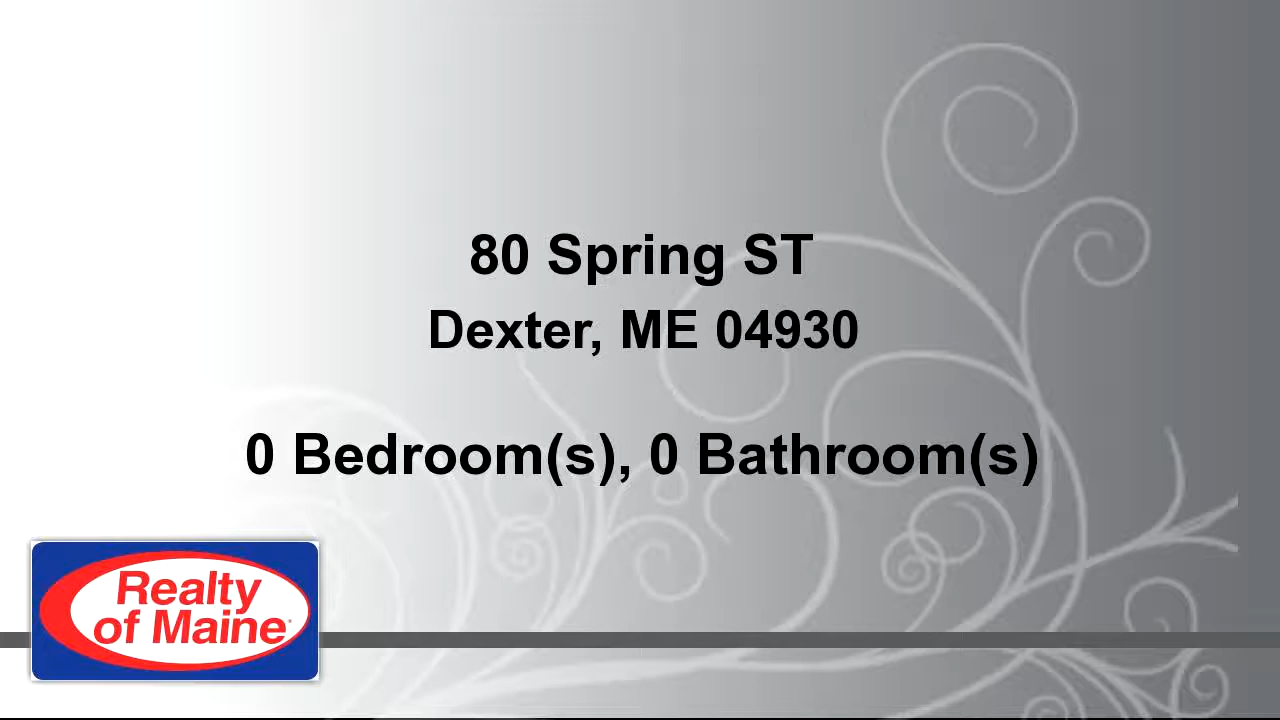 80 Spring ST
Dexter, ME 04930
0 Bedroom(s), 0 Bathroom(s)
Realty
of Maine